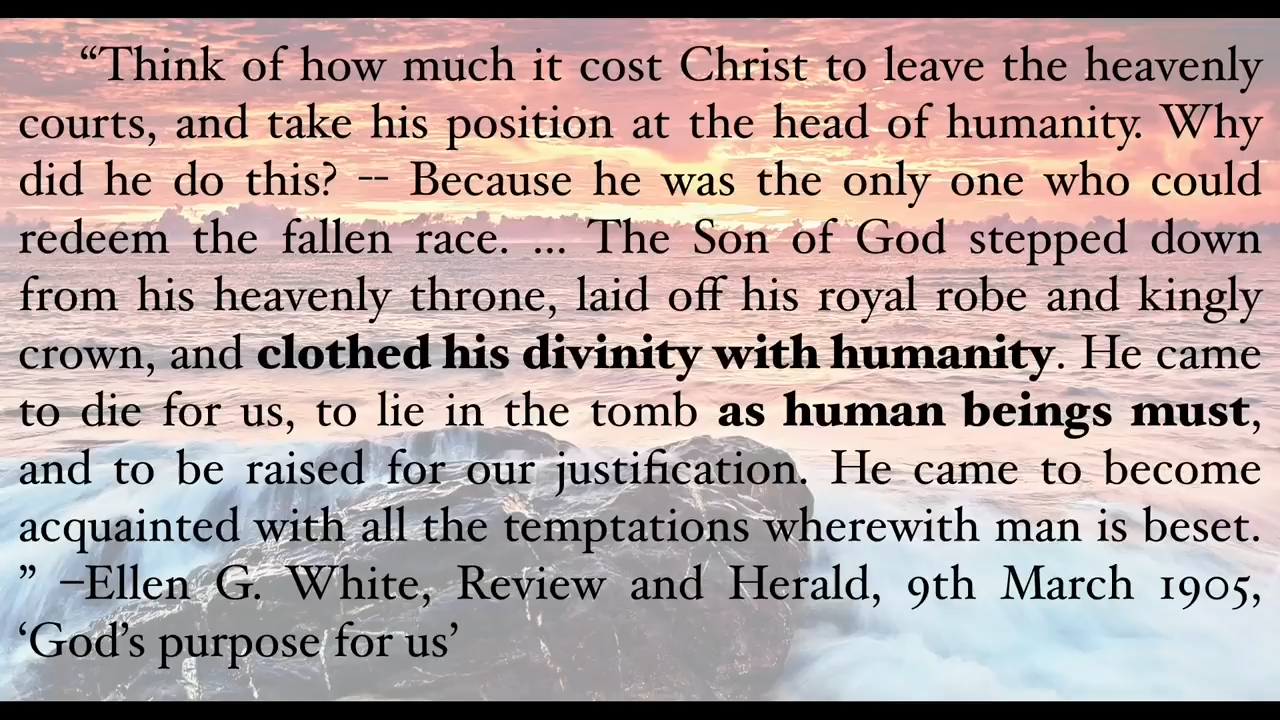 “Think of how much it cost Christ to leave the heavenly
courts, and take his position at the head of humanity. Why
did he do this? -- Because he was the only one who could
redeem the fallen race. ... The Son of God stepped down
from his heavenly throne, laid off his royal robe and kingly
crown, and clothed his divinity with humanity. He came
to die for us, to lie in the tomb as human beings must,
and to be raised for our justification. He came to become
acquainted with all the temptations wherewith man is beset.
” –Ellen G. White, Review and Herald, 9th March 1905,
‘God’s purpose for us’